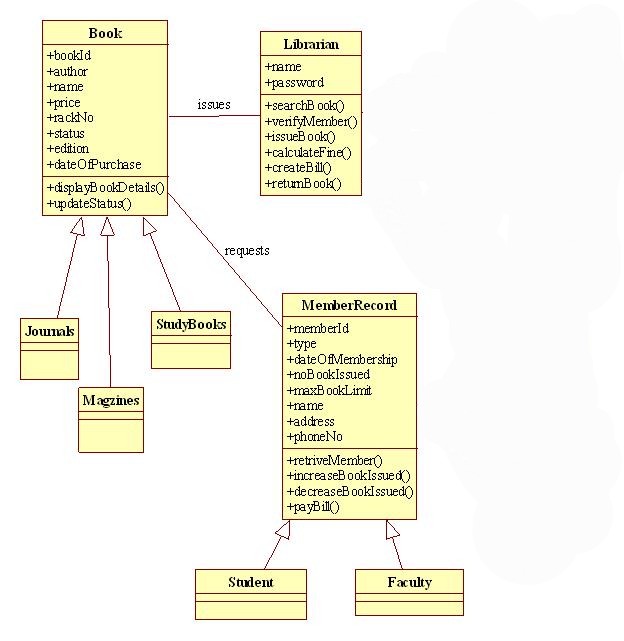 Book
+bookId
+author
+name
+price
+rackNo
+status
+edition
+dateOfPurchase
+displayBookDetails()
+updateStatus()
issues
Librarian
+name
+password
+searchBook()
+verifyMember()
+issueBook()
+calculateFine()
+createBill()
+returnBook()
requests
Journals
Magzines
StudyBooks
MemberRecord
+memberId
+type
+dateOfMembership
+noBookIssued
+maxBookLimit
+name
+address
+phoneNo
+retriveMember()
+increaseBookIssued()
+decreaseBookIssued()
+payBill()
Student
Faculty